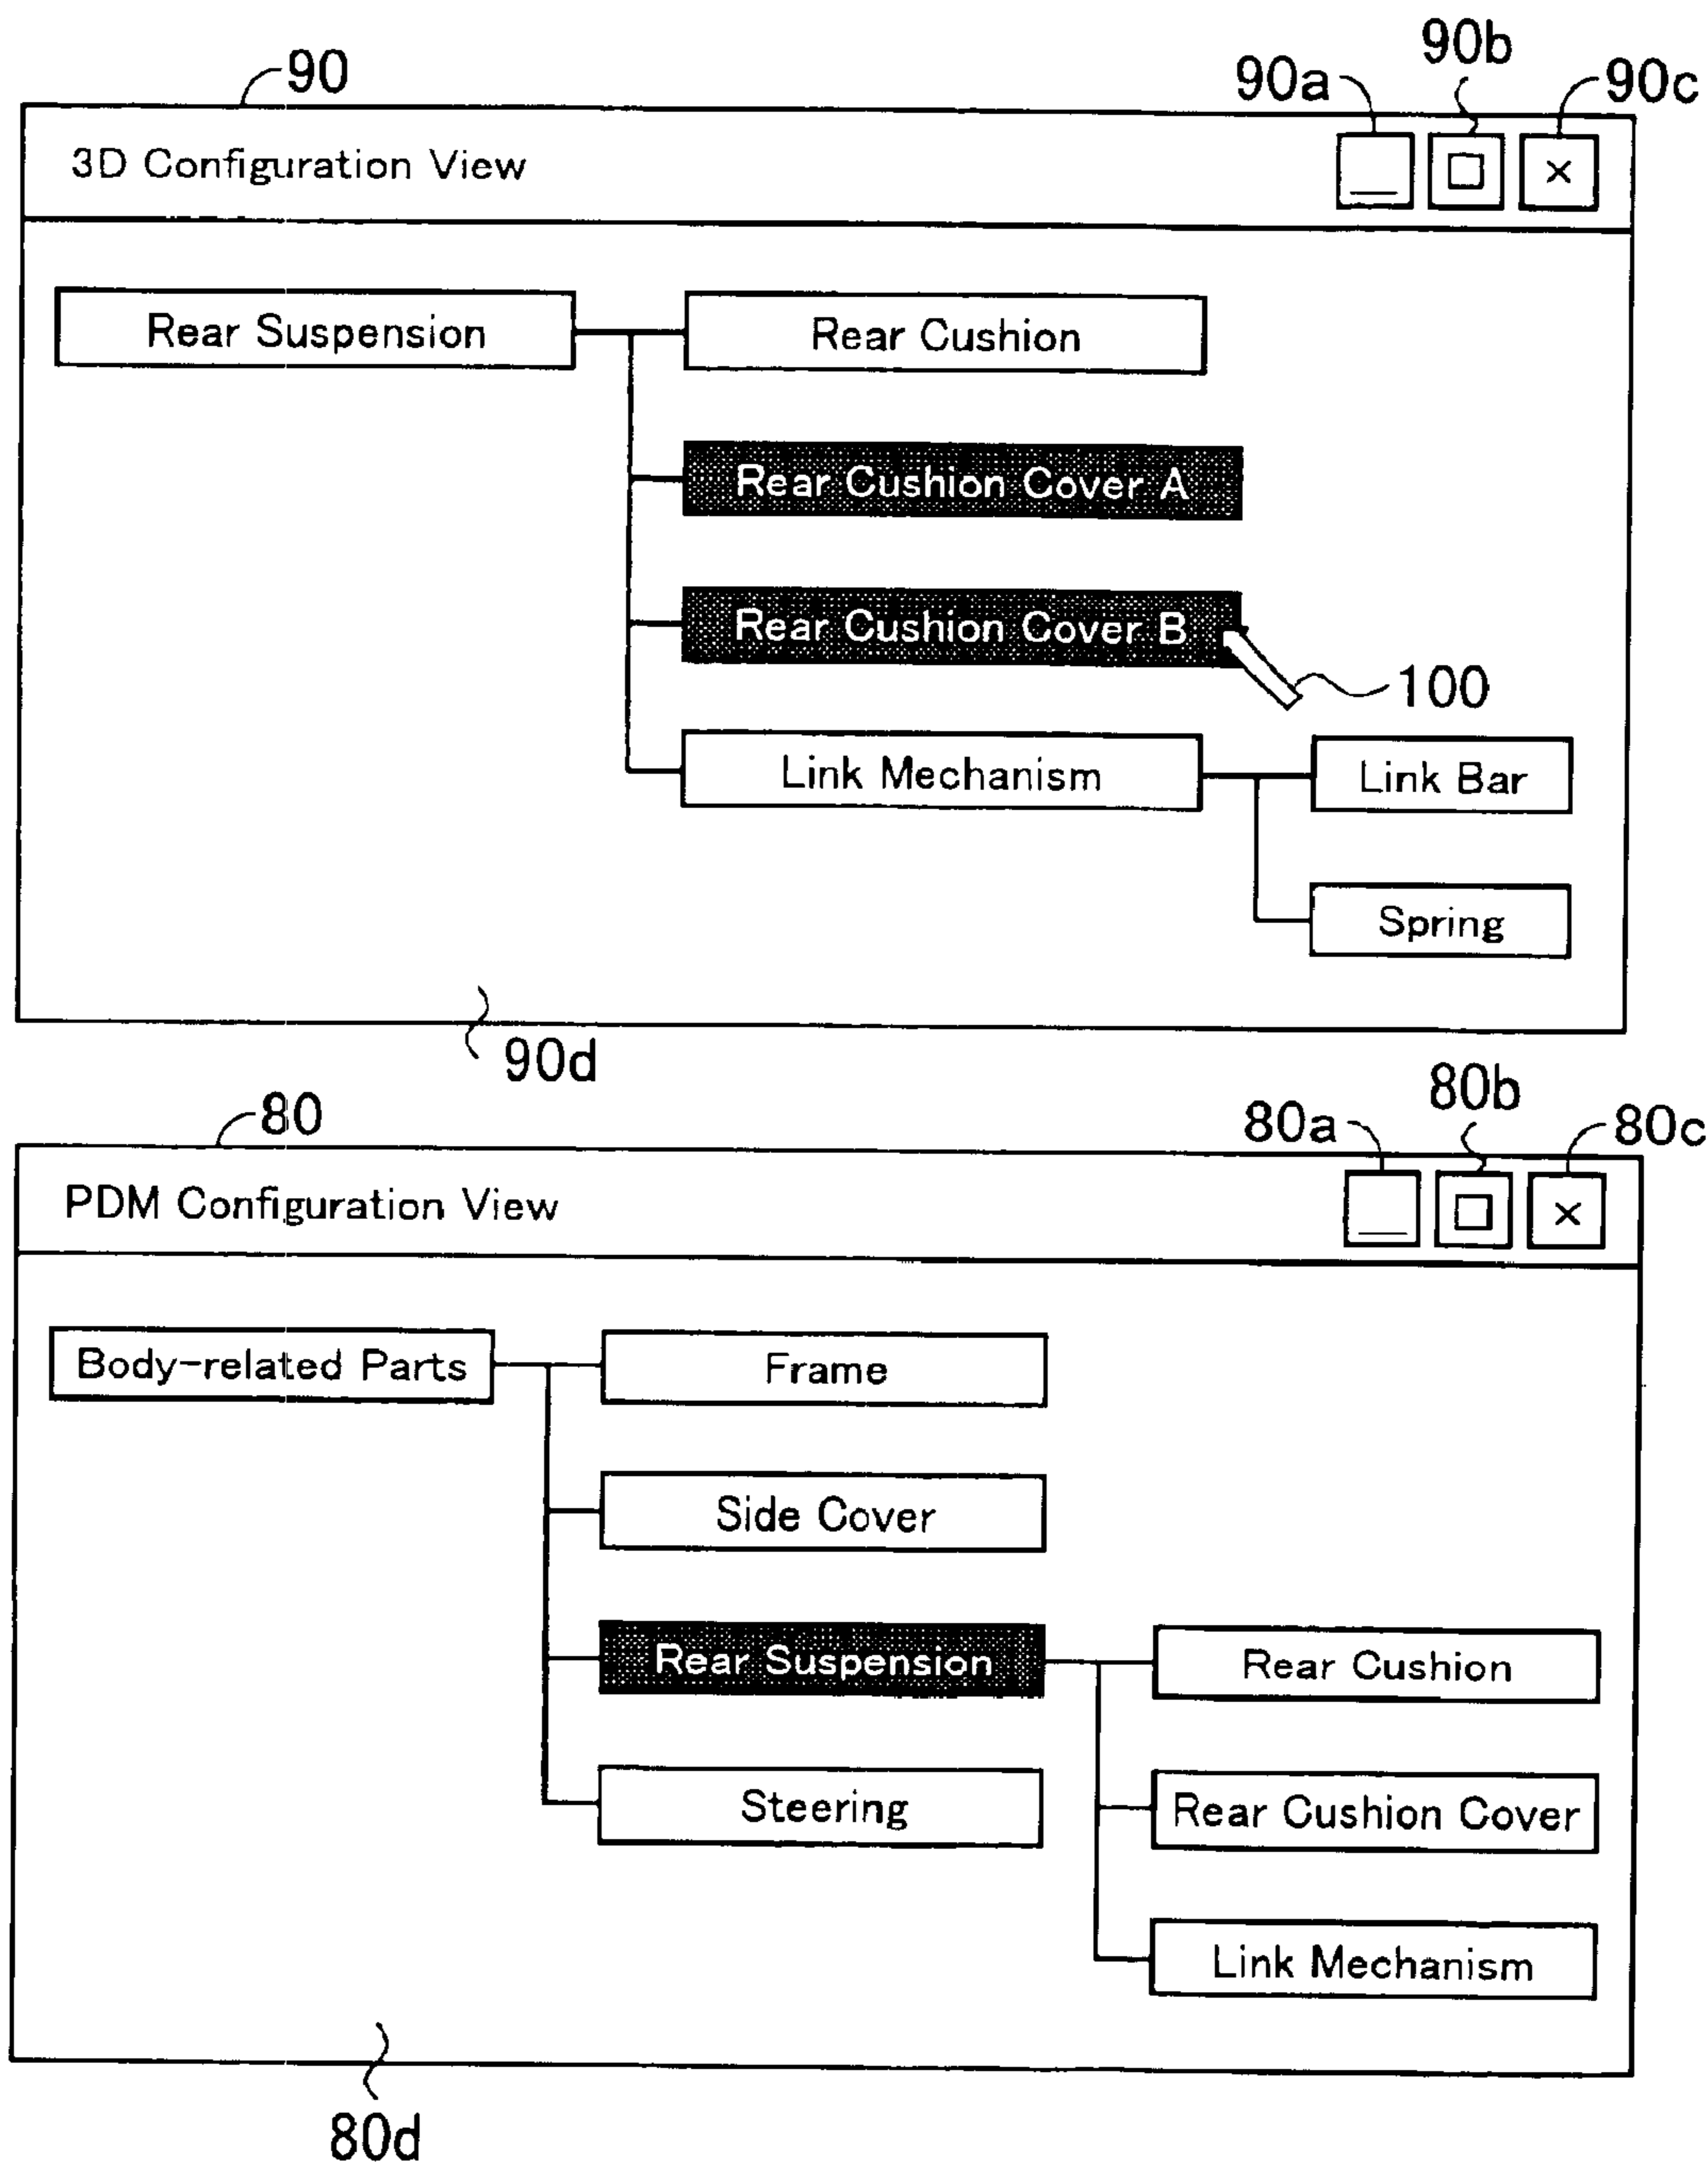 90
90a
90b
90c
3D Configuration View
×
Rear Suspension
Rear Cushion
Rear Cushion Cover A
Rear Cushion Cover B
100
Link Mechanism
Link Bar
Spring
90d
80
80a
80b
80c
PDM Configuration View
×
Body-related Parts
Frame
Side Cover
Rear Suspension
Rear Cushion
Steering
Rear Cushion Cover
Link Mechanism
80d